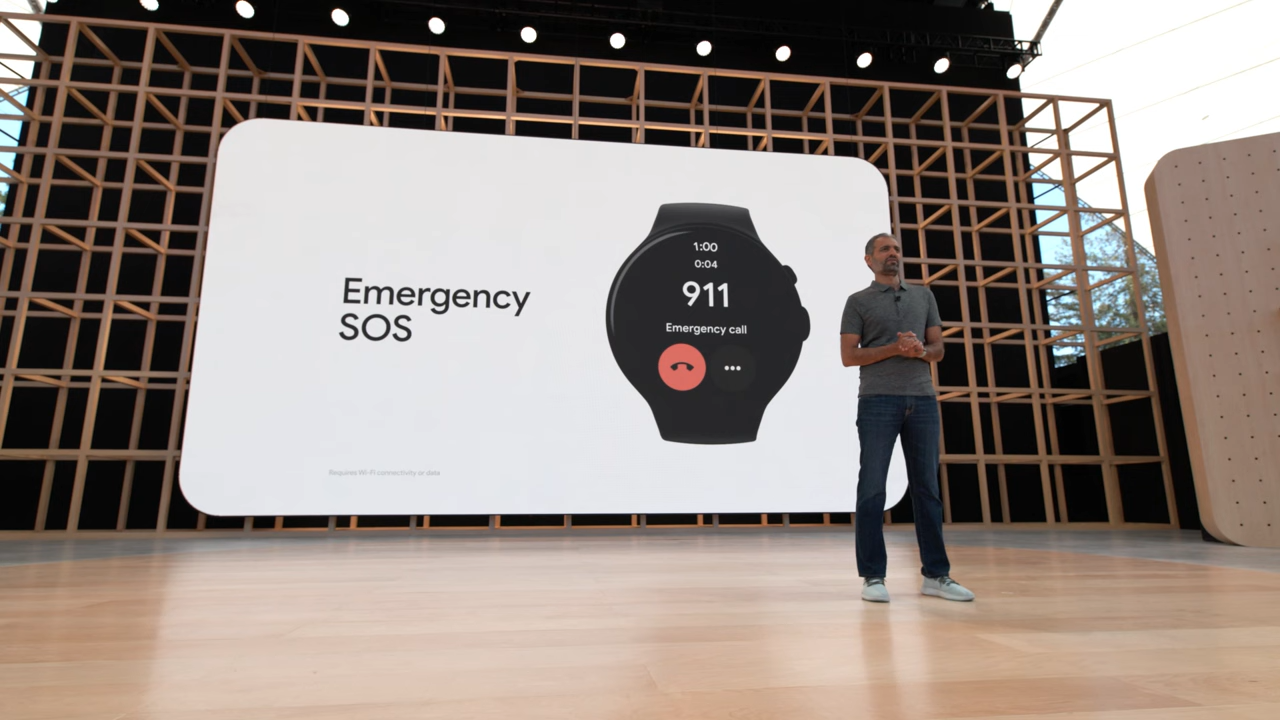 Emergency
SOS
Requires Wi-Fi connectivity or data
1:00
0:04
911
Emergency call